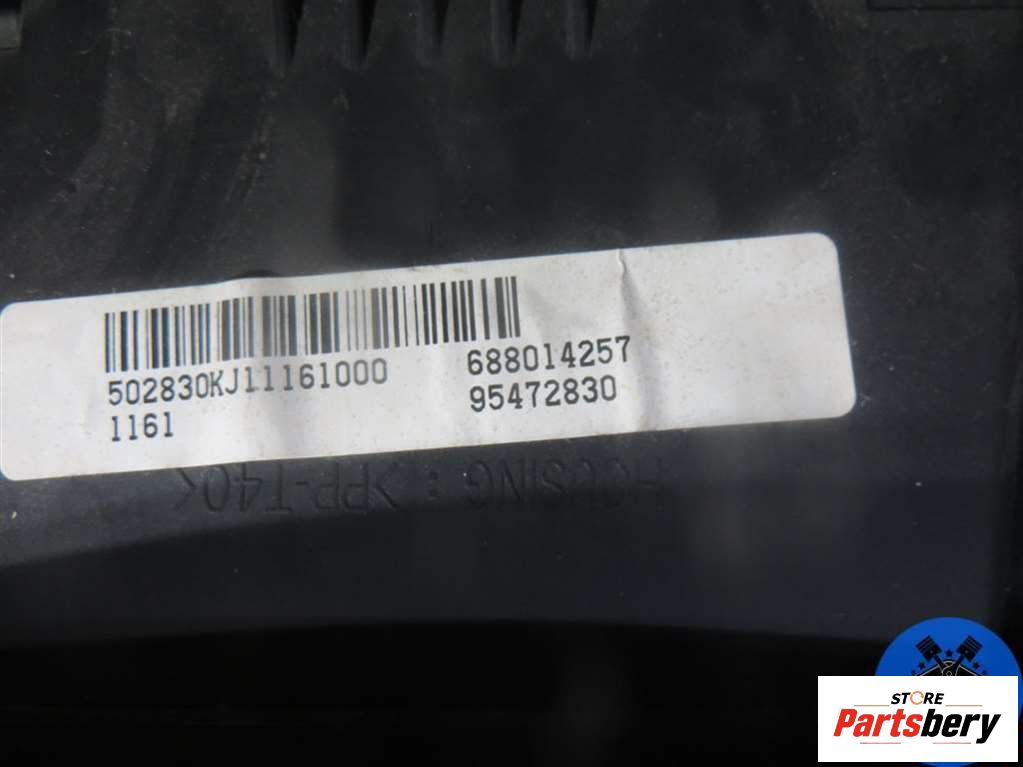 502830KJ11161000 688014257
1161 95472830
HOUSING : >PP-T40<
STORE
Partsbery